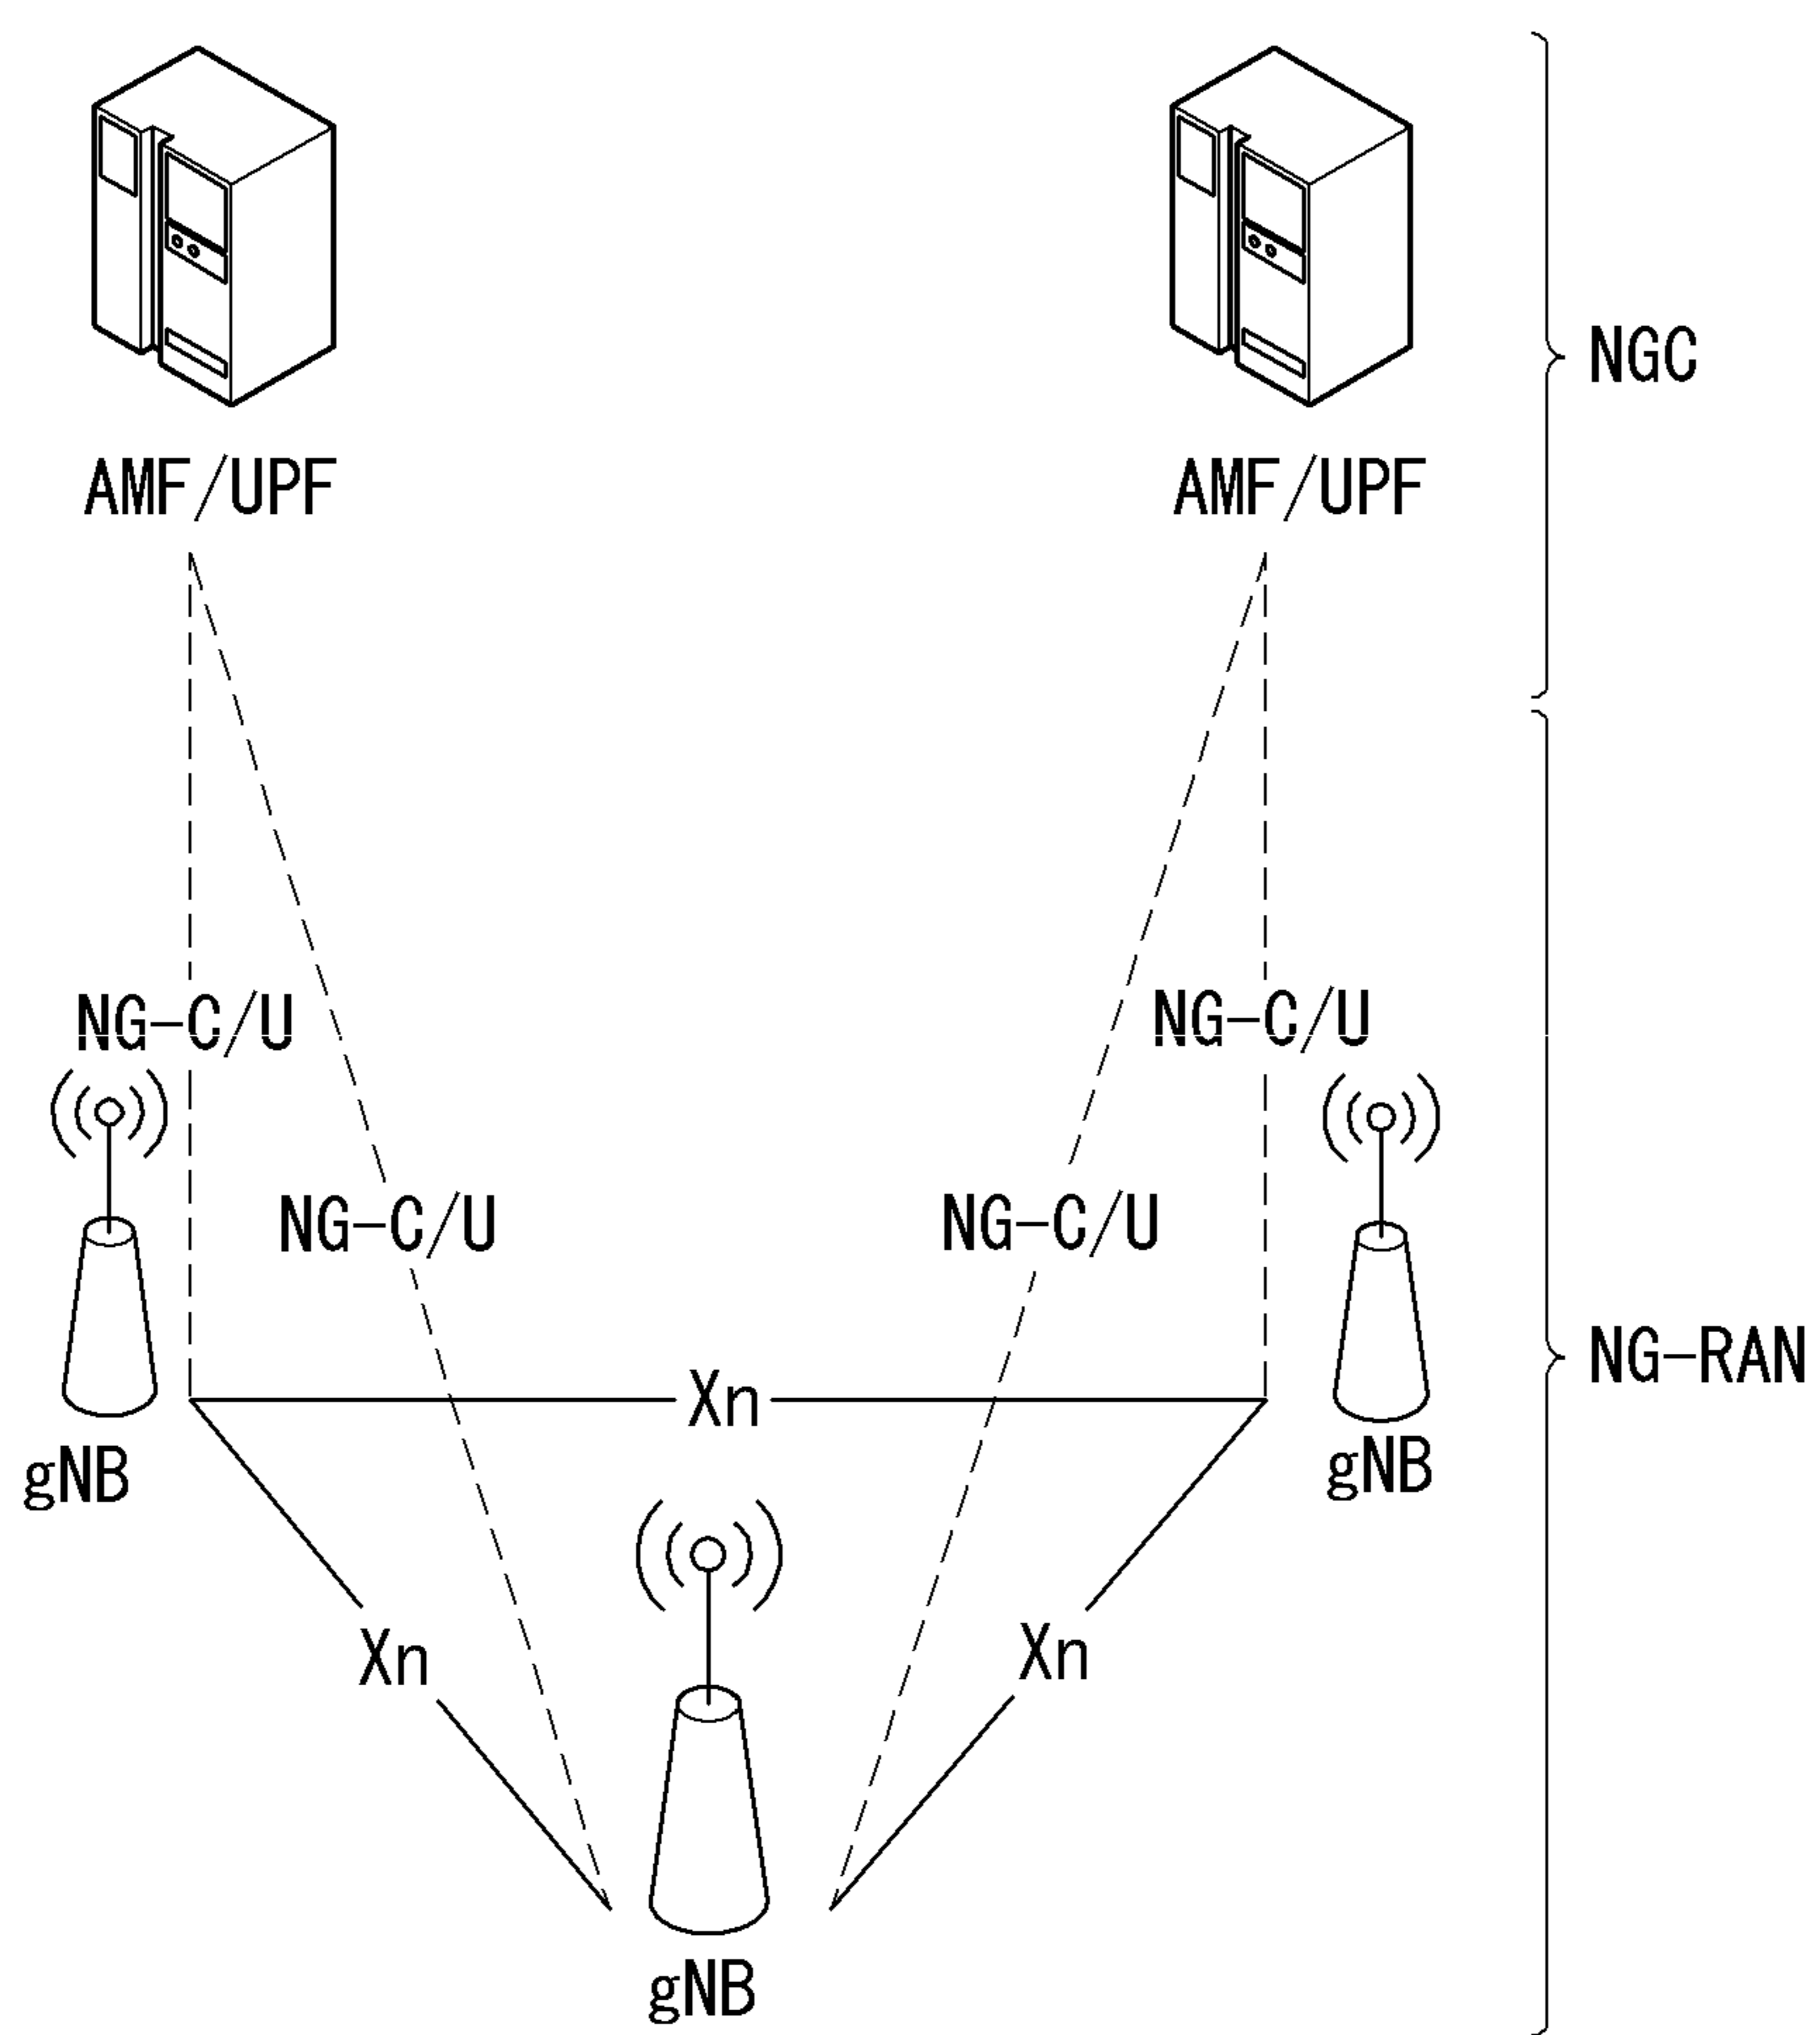 NGC
AMF/UPF
AMF/UPF
NG-C/U
NG-C/U
NG-C/U
NG-C/U
NG-RAN
Xn
gNB
gNB
Xn
Xn
gNB